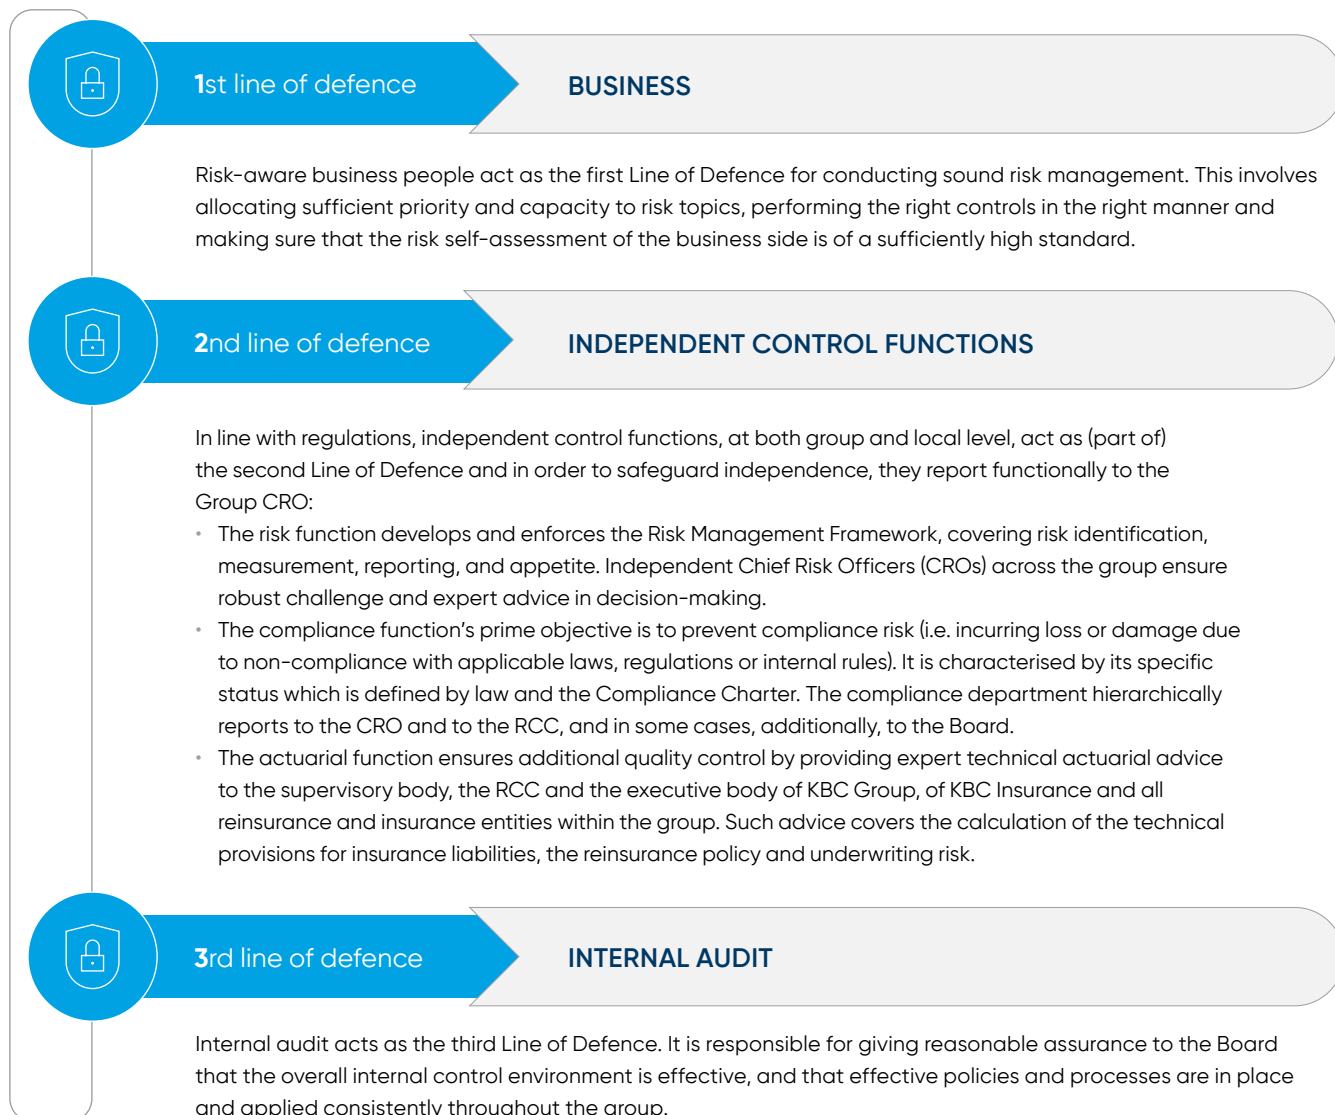 1st line of defence
BUSINESS
Risk-aware business people act as the first Line of Defence for conducting sound risk management. This involves
allocating sufficient priority and capacity to risk topics, performing the right controls in the right manner and
making sure that the risk self-assessment of the business side is of a sufficiently high standard.
2nd line of defence
INDEPENDENT CONTROL FUNCTIONS
In line with regulations, independent control functions, at both group and local level, act as (part of)
the second Line of Defence and in order to safeguard independence, they report functionally to the
Group CRO:
• The risk function develops and enforces the Risk Management Framework, covering risk identification,
measurement, reporting, and appetite. Independent Chief Risk Officers (CROs) across the group ensure
robust challenge and expert advice in decision-making.
• The compliance function’s prime objective is to prevent compliance risk (i.e. incurring loss or damage due
to non-compliance with applicable laws, regulations or internal rules). It is characterised by its specific
status which is defined by law and the Compliance Charter. The compliance department hierarchically
reports to the CRO and to the RCC, and in some cases, additionally, to the Board.
• The actuarial function ensures additional quality control by providing expert technical actuarial advice
to the supervisory body, the RCC and the executive body of KBC Group, of KBC Insurance and all
reinsurance and insurance entities within the group. Such advice covers the calculation of the technical
provisions for insurance liabilities, the reinsurance policy and underwriting risk.
3rd line of defence
INTERNAL AUDIT
Internal audit acts as the third Line of Defence. It is responsible for giving reasonable assurance to the Board
that the overall internal control environment is effective, and that effective policies and processes are in place
and applied consistently throughout the group.